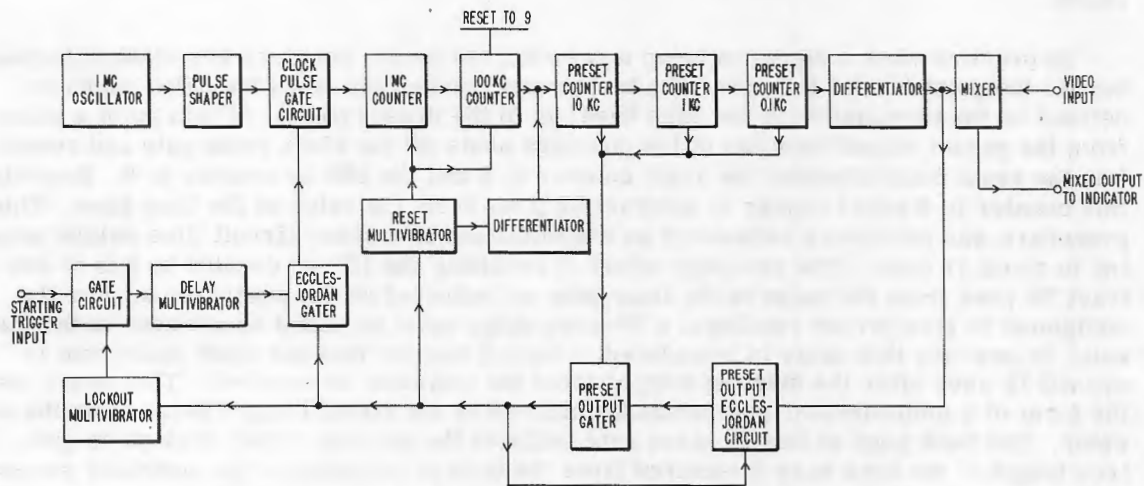 RESET TO 9
1 MC
OSCILLATOR
PULSE
SHAPER
CLOCK
PULSE
GATE
CIRCUIT
1 MC
COUNTER
100 KC
COUNTER
PRESET
COUNTER
10 KC
PRESET
COUNTER
1 KC
PRESET
COUNTER
0.1 KC
DIFFERENTIATOR
MIXER
VIDEO
INPUT
MIXED OUTPUT
TO INDICATOR
RESET
MULTIVIBRATOR
DIFFERENTIATOR
STARTING
TRIGGER
INPUT
GATE
CIRCUIT
DELAY
MULTIVIBRATOR
ECCLES-
JORDAN
GATER
LOCKOUT
MULTIVIBRATOR
PRESET
OUTPUT
GATER
PRESET
OUTPUT
ECCLES-
JORDAN
CIRCUIT